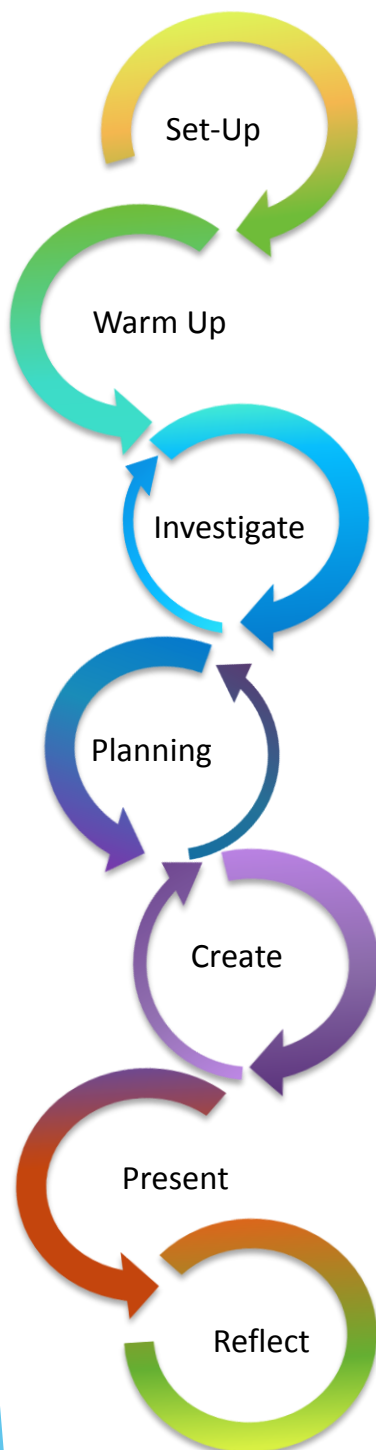 Set-Up
Warm Up
Investigate
Planning
Create
Present
Reflect